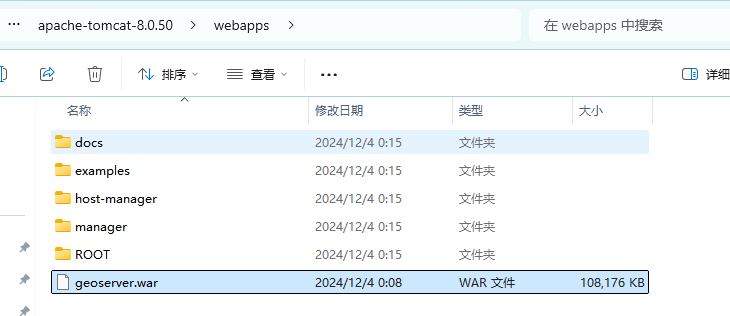 ··· apache-tomcat-8.0.50 > webapps > 在 webapps 中搜索
排序 查看 ··· 详细
名称 修改日期 类型 大小
docs 2024/12/4 0:15 文件夹
examples 2024/12/4 0:15 文件夹
host-manager 2024/12/4 0:15 文件夹
manager 2024/12/4 0:15 文件夹
ROOT 2024/12/4 0:15 文件夹
geoserver.war 2024/12/4 0:08 WAR 文件 108,176 KB